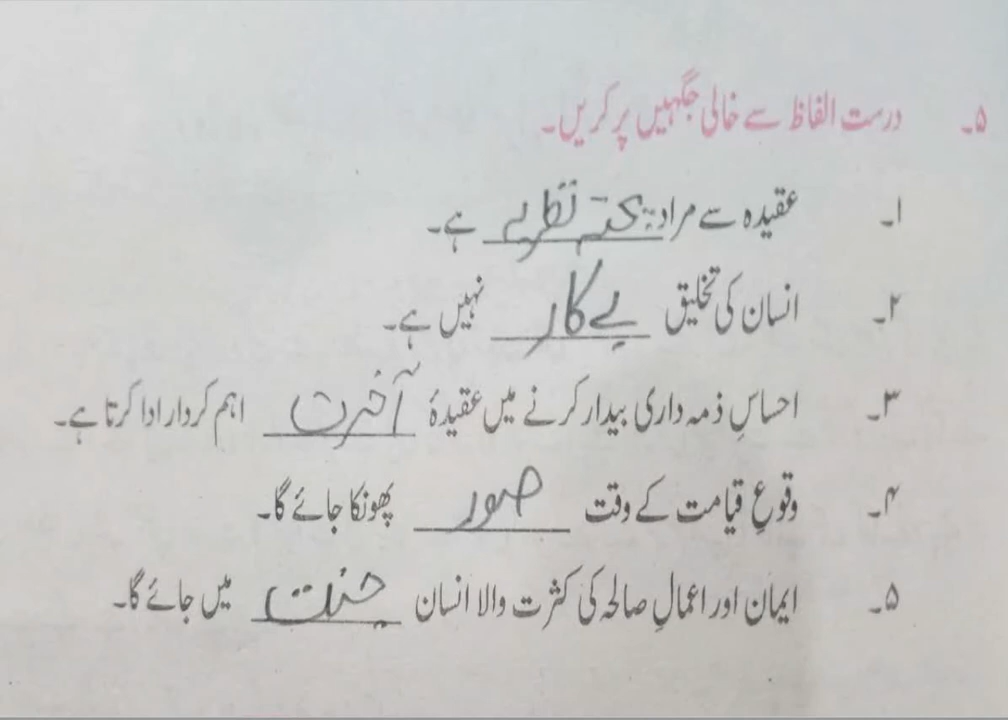 ۵۔ درست الفاظ سے خالی جگہیں پر کریں۔
۱۔ عقیدہ سے مراد پختہ نظریہ ہے۔
۲۔ انسان کی تخلیق بےکار نہیں ہے۔
۳۔ احساسِ ذمہ داری بیدار کرنے میں عقیدۂ آخرت اہم کردار ادا کرتا ہے۔
۴۔ وقوعِ قیامت کے وقت صور پھونکا جائے گا۔
۵۔ ایمان اور اعمالِ صالحہ کی کثرت والا انسان جنت میں جائے گا۔